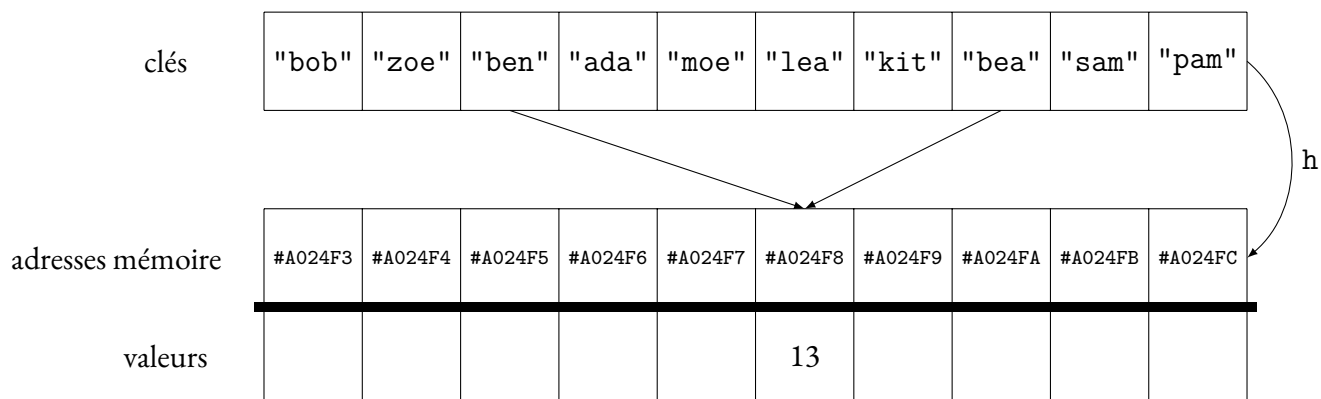 clés "bob" "zoe" "ben" "ada" "moe" "lea" "kit" "bea" "sam" "pam"
h
adresses mémoire #A024F3 #A024F4 #A024F5 #A024F6 #A024F7 #A024F8 #A024F9 #A024FA #A024FB #A024FC
valeurs 13